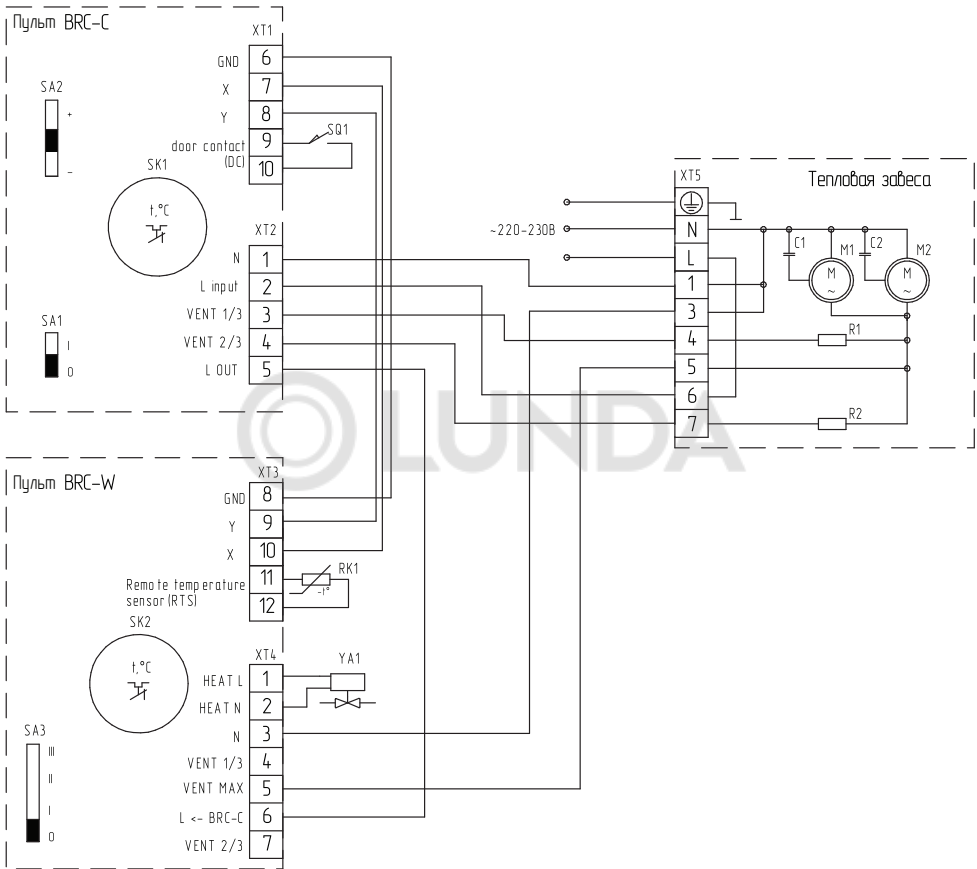 Пульт BRC-C
XT1
GND 6
X 7
Y 8
door contact (DC) 9
10
SA2
+
-
SQ1
SK1
t,°C
XT2
N 1
L input 2
VENT 1/3 3
VENT 2/3 4
L OUT 5
SA1
I
0
~220-230В
XT5
Тепловая завеса
N
L
1
3
4
5
6
7
C1
M1
M
~
C2
M2
M
~
R1
R2
LUNDA
Пульт BRC-W
XT3
GND 8
Y 9
X 10
Remote temperature 11
sensor (RTS) 12
RK1
-t°
SK2
t,°C
XT4
HEAT L 1
HEAT N 2
N 3
VENT 1/3 4
VENT MAX 5
L <- BRC-C 6
VENT 2/3 7
YA1
SA3
III
II
I
0